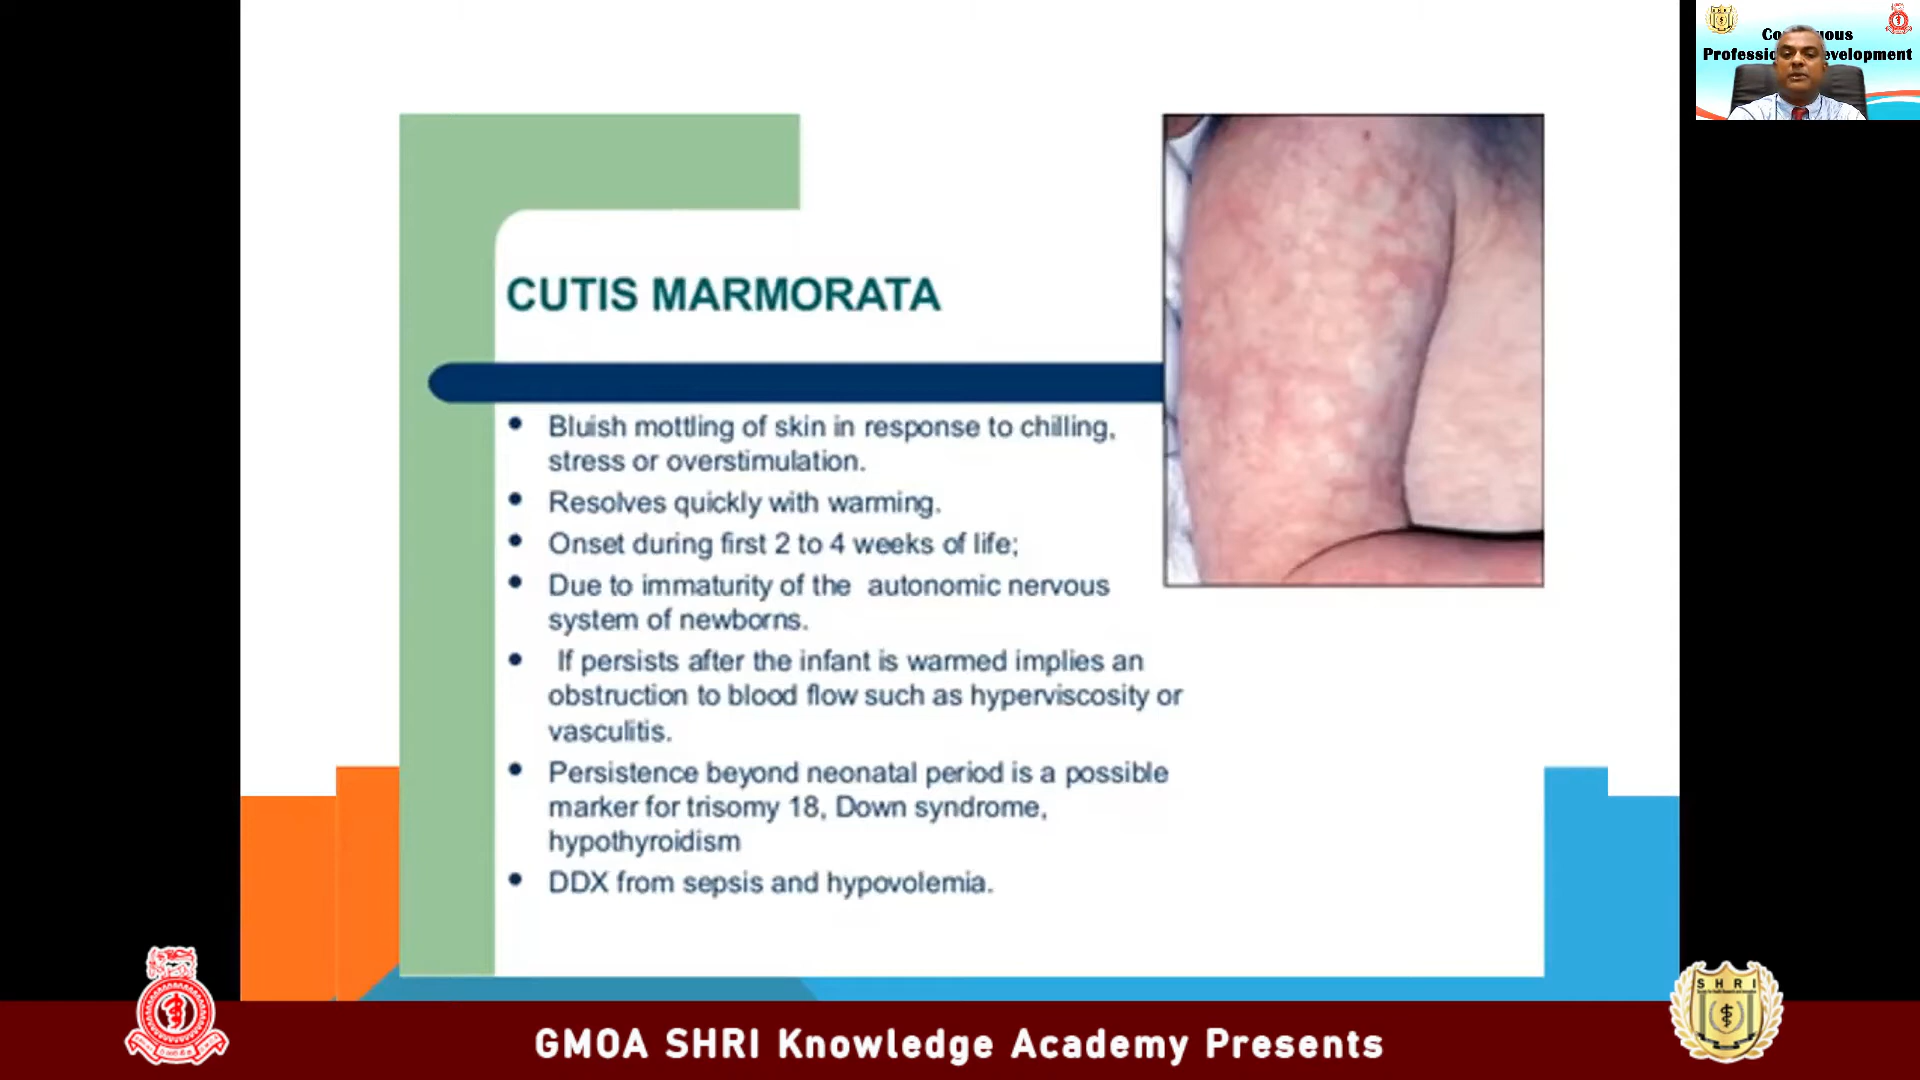 Continuous
Professional Development
CUTIS MARMORATA
• Bluish mottling of skin in response to chilling,
stress or overstimulation.
• Resolves quickly with warming.
• Onset during first 2 to 4 weeks of life;
• Due to immaturity of the autonomic nervous
system of newborns.
• If persists after the infant is warmed implies an
obstruction to blood flow such as hyperviscosity or
vasculitis.
• Persistence beyond neonatal period is a possible
marker for trisomy 18, Down syndrome,
hypothyroidism
• DDX from sepsis and hypovolemia.
SHRI
GMOA SHRI Knowledge Academy Presents